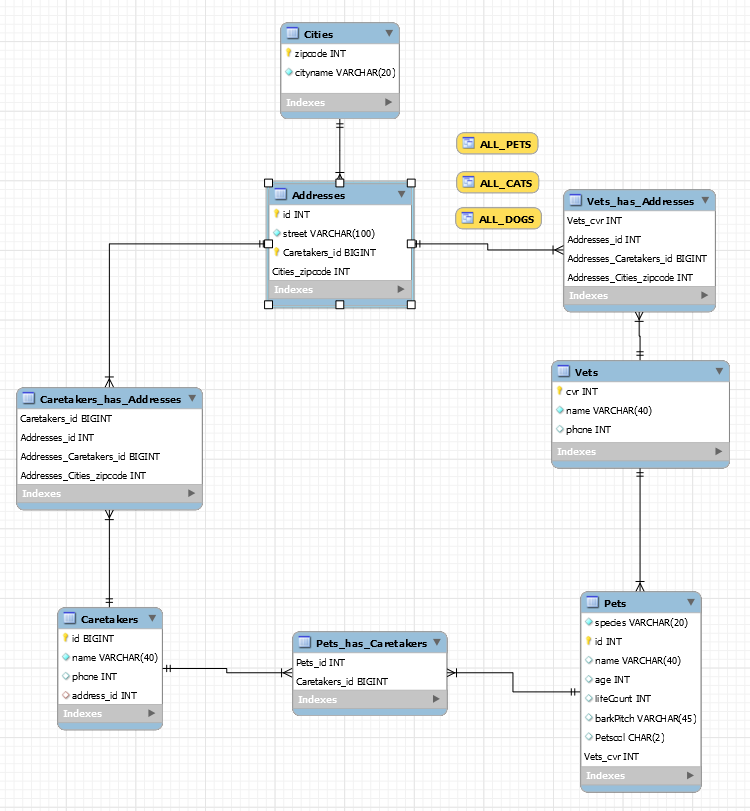 Cities
zipcode INT
cityname VARCHAR(20)
Indexes
ALL_PETS
ALL_CATS
ALL_DOGS
Addresses
id INT
street VARCHAR(100)
Caretakers_id BIGINT
Cities_zipcode INT
Indexes
Vets_has_Addresses
Vets_cvr INT
Addresses_id INT
Addresses_Caretakers_id BIGINT
Addresses_Cities_zipcode INT
Indexes
Vets
cvr INT
name VARCHAR(40)
phone INT
Indexes
Caretakers_has_Addresses
Caretakers_id BIGINT
Addresses_id INT
Addresses_Caretakers_id BIGINT
Addresses_Cities_zipcode INT
Indexes
Caretakers
id BIGINT
name VARCHAR(40)
phone INT
address_id INT
Indexes
Pets_has_Caretakers
Pets_id INT
Caretakers_id BIGINT
Indexes
Pets
species VARCHAR(20)
id INT
name VARCHAR(40)
age INT
lifeCount INT
barkPitch VARCHAR(45)
Petscol CHAR(2)
Vets_cvr INT
Indexes